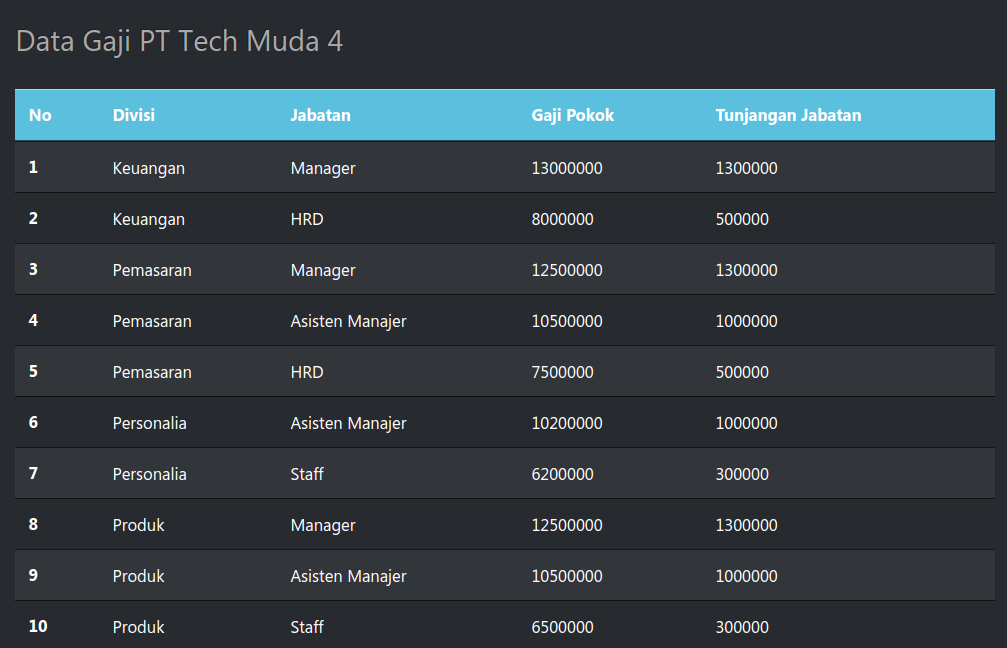 Data Gaji PT Tech Muda 4
No Divisi Jabatan Gaji Pokok Tunjangan Jabatan
1 Keuangan Manager 13000000 1300000
2 Keuangan HRD 8000000 500000
3 Pemasaran Manager 12500000 1300000
4 Pemasaran Asisten Manajer 10500000 1000000
5 Pemasaran HRD 7500000 500000
6 Personalia Asisten Manajer 10200000 1000000
7 Personalia Staff 6200000 300000
8 Produk Manager 12500000 1300000
9 Produk Asisten Manajer 10500000 1000000
10 Produk Staff 6500000 300000